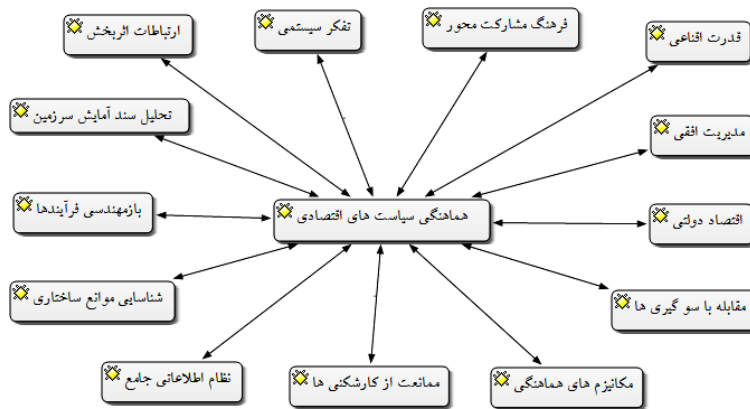 قدرت اقناعی
فرهنگ مشارکت محور
تفکر سیستمی
ارتباطات اثربخش
تحلیل سند آمایش سرزمین
مدیریت افقی
هماهنگی سیاست های اقتصادی
بازمهندسی فرآیندها
اقتصاد دولتی
شناسایی موانع ساختاری
مقابله با سو گیری ها
نظام اطلاعاتی جامع
ممانعت از کارشکنی ها
مکانیزم های هماهنگی